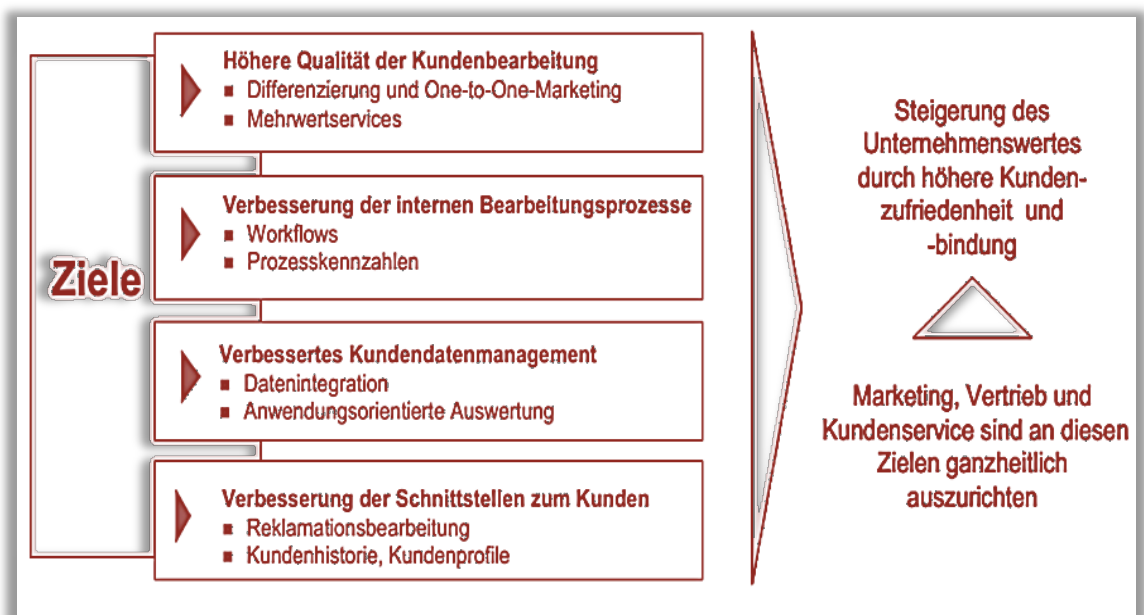 Ziele
Höhere Qualität der Kundenbearbeitung
▪ Differenzierung und One-to-One-Marketing
▪ Mehrwertservices
Verbesserung der internen Bearbeitungsprozesse
▪ Workflows
▪ Prozesskennzahlen
Verbessertes Kundendatenmanagement
▪ Datenintegration
▪ Anwendungsorientierte Auswertung
Verbesserung der Schnittstellen zum Kunden
▪ Reklamationsbearbeitung
▪ Kundenhistorie, Kundenprofile
Steigerung des
Unternehmenswertes
durch höhere Kunden-
zufriedenheit und
-bindung
Marketing, Vertrieb und
Kundenservice sind an diesen
Zielen ganzheitlich
auszurichten